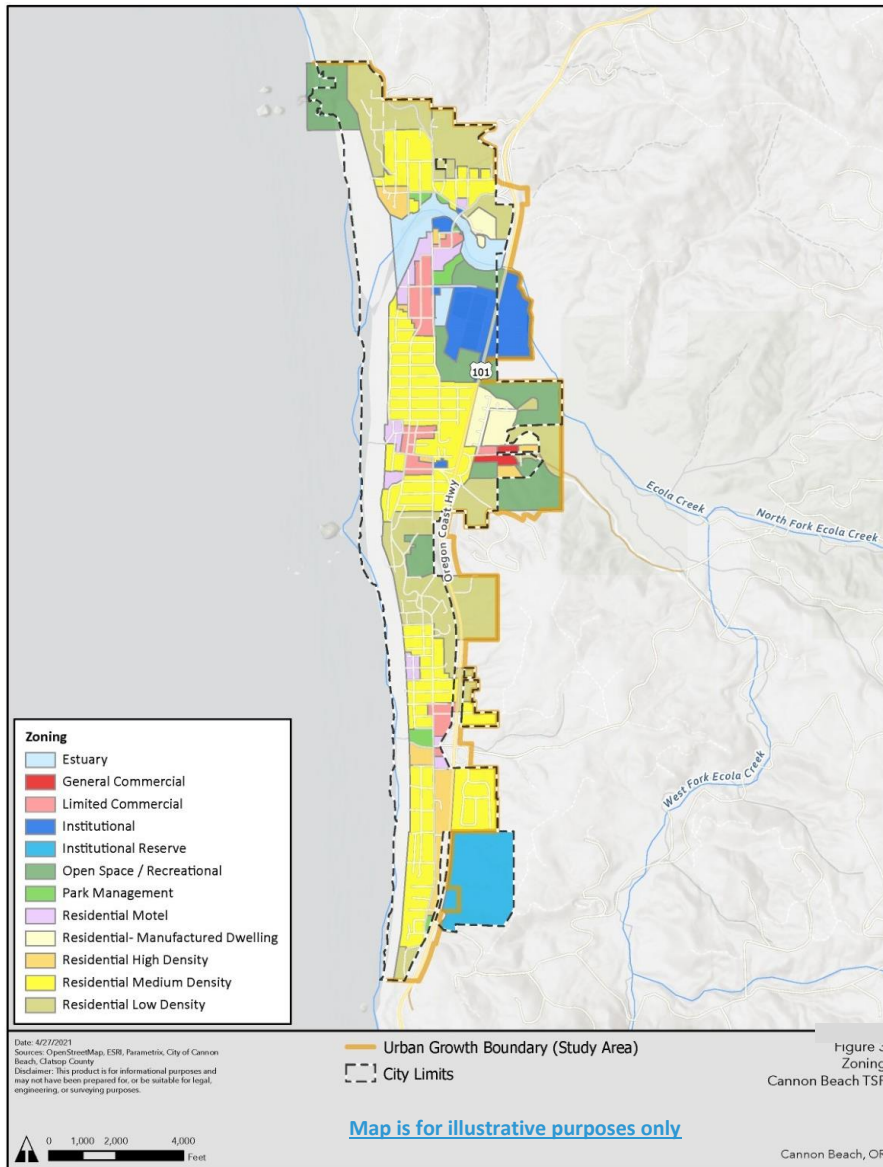 101
Oregon Coast Hwy
Ecola Creek
North Fork Ecola Creek
West Fork Ecola Creek
Zoning
Estuary
General Commercial
Limited Commercial
Institutional
Institutional Reserve
Open Space / Recreational
Park Management
Residential Motel
Residential- Manufactured Dwelling
Residential High Density
Residential Medium Density
Residential Low Density
Date: 4/27/2021
Sources: OpenStreetMap, ESRI, Parametrix, City of Cannon
Beach, Clatsop County
Disclaimer: This product is for informational purposes and
may not have been prepared for, or be suitable for legal,
engineering, or surveying purposes.
0 1,000 2,000 4,000
Feet
Urban Growth Boundary (Study Area)
City Limits
Map is for illustrative purposes only
Figure 3
Zoning
Cannon Beach TSP
Cannon Beach, OR